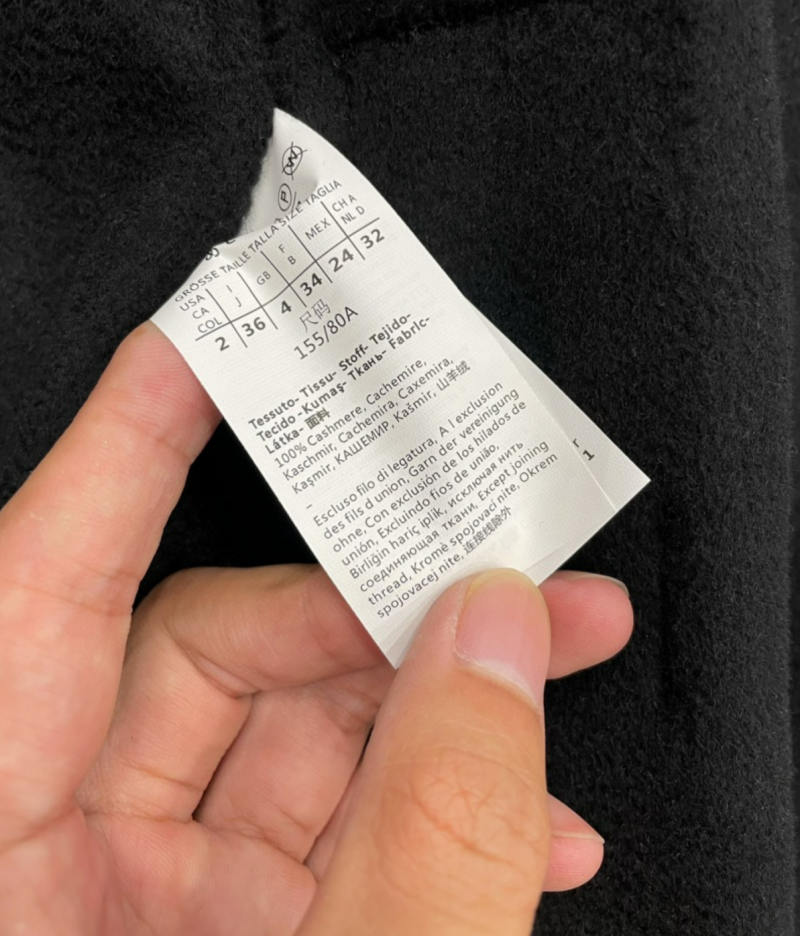 W
P
GROSSE TAILLE TALLA SIZE TAGLIA
USA CA COL I J GB F B MEX CH A NL D
2 36 4 34 24 32
尺码
155/80A
Tessuto- Tissu- Stoff- Tejido-
Tecido -Kumaş- Ткань- Fabric-
Látka- 面料
100% Cashmere, Cachemire,
Kaschmir, Cachemira, Caxemira,
Kaşmir, КАШЕМИР, Kašmír, 山羊绒
–
Escluso filo di legatura, A l exclusion
des fils d union, Garn der vereinigung
ohne, Con exclusión de los hilados de
unión, Excluindo fios de união,
Birliğin hariç iplik, исключая нить
соединяющая ткани, Except joining
thread, Kromě spojovací nite, Okrem
spojovacej nite, 连接线除外
1